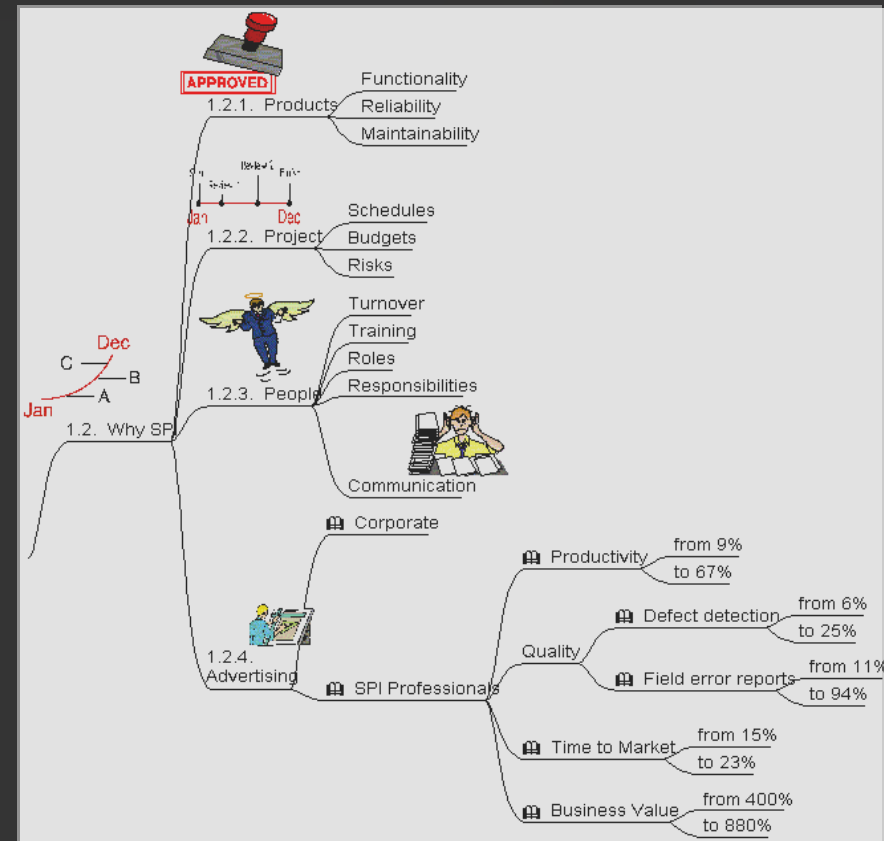 APPROVED
1.2.1. Products
Functionality
Reliability
Maintainability
Jan
Dec
1.2.2. Project
Schedules
Budgets
Risks
Turnover
Training
Roles
Responsibilities
1.2.3. People
Communication
Dec
C
B
A
Jan
1.2. Why SP
Corporate
1.2.4.
Advertising
SPI Professionals
Productivity
from 9%
to 67%
Quality
Defect detection
from 6%
to 25%
Field error reports
from 11%
to 94%
Time to Market
from 15%
to 23%
Business Value
from 400%
to 880%